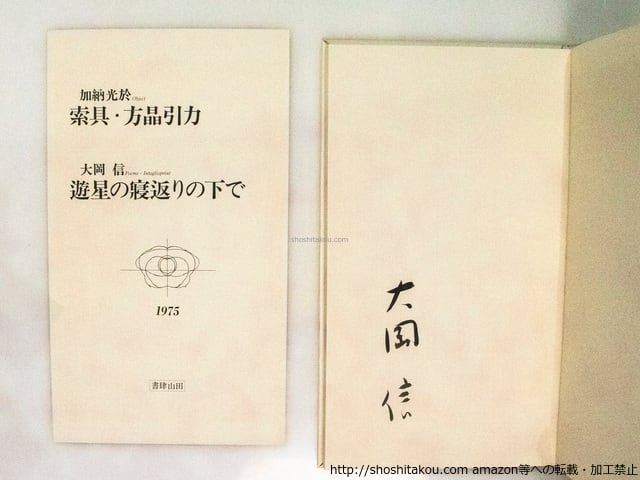 加納光於 Object
索具・方品引力
大岡 信 Poems - Intaglioprint
遊星の寝返りの下で
1975
書肆山田
大岡信
shoshitakou.com
http://shoshitakou.com amazon等への転載・加工禁止